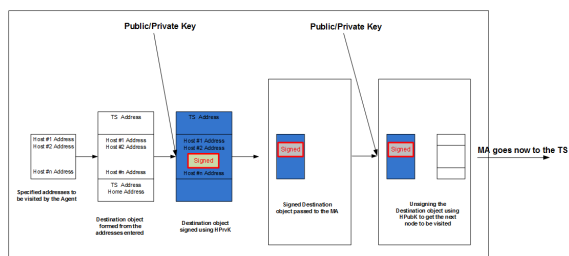 Public/Private Key
Public/Private Key
Host #1 Address
Host #2 Address
Host #n Address
Specified addresses to
be visited by the Agent
TS Address
Host #1 Address
Host #2 Address
Host #n Address
TS Address
Home Address
Destination object
formed from the
addresses entered
TS Address
Host #1 Address
Host #2 Address
Signed
Host #n Address
Destination object
signed using HPrvK
Signed
Signed Destination
object passed to the MA
Signed
Unsigning the
Destination object using
HPubK to get the next
node to be visited
MA goes now to the TS